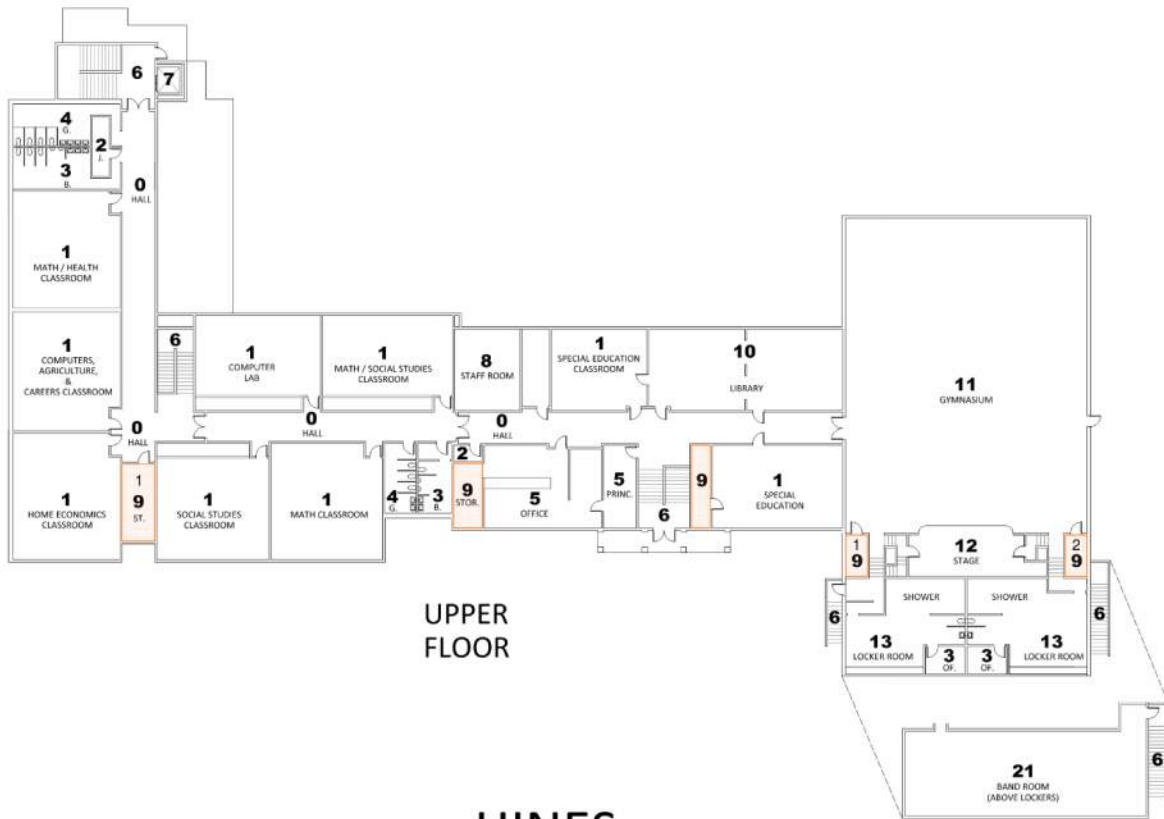 6
7
4
G.
2
J.
3
B.
0
HALL
1
MATH / HEALTH
CLASSROOM
1
COMPUTERS,
AGRICULTURE,
&
CAREERS CLASSROOM
6
1
COMPUTER
LAB
1
MATH / SOCIAL STUDIES
CLASSROOM
8
STAFF ROOM
1
SPECIAL EDUCATION
CLASSROOM
10
LIBRARY
11
GYMNASIUM
0
HALL
0
HALL
0
HALL
1
HOME ECONOMICS
CLASSROOM
1
9
ST.
1
SOCIAL STUDIES
CLASSROOM
1
MATH CLASSROOM
4
G.
3
B.
2
9
STOR.
5
OFFICE
5
PRINC.
6
9
1
SPECIAL
EDUCATION
1
9
12
STAGE
2
9
UPPER
FLOOR
6
SHOWER
SHOWER
6
13
LOCKER ROOM
3
OF.
3
OF.
13
LOCKER ROOM
21
BAND ROOM
(ABOVE LOCKERS)
6
HINES